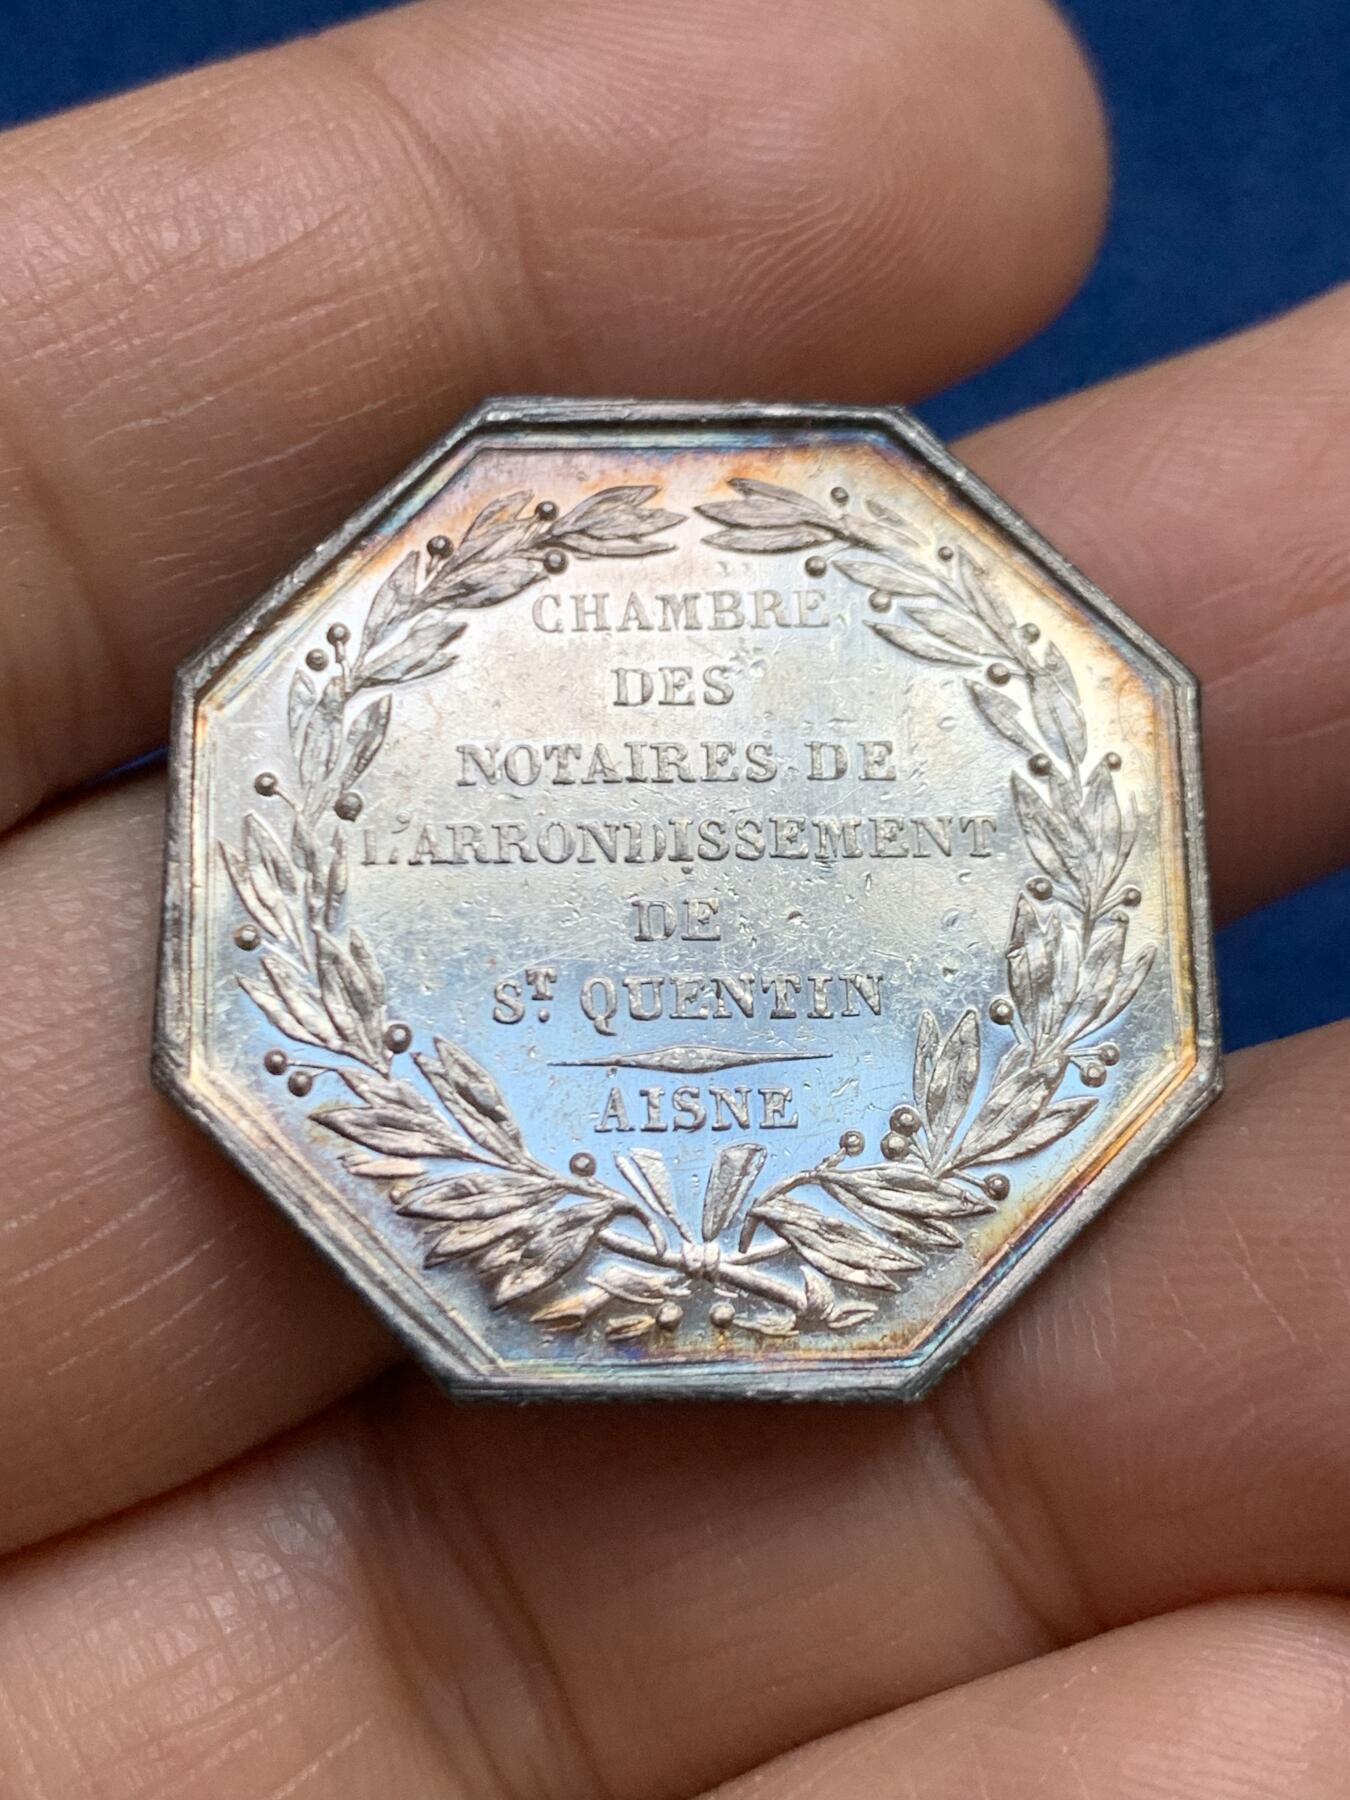 CHAMBRE
DES
NOTAIRES DE
L'ARRONDISSEMENT
DE
ST. QUENTIN
AISNE